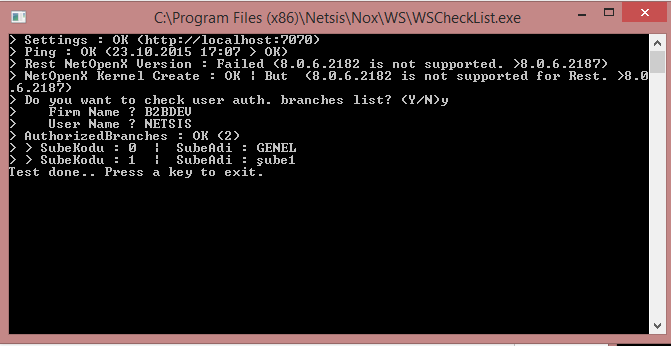 C:\Program Files (x86)\Netsis\Nox\WS\WSCheckList.exe
> Settings : OK (http://localhost:7070)
> Ping : OK (23.10.2015 17:07 > OK)
> Rest NetOpenX Version : Failed (8.0.6.2182 is not supported. >8.0.6.2187)
> NetOpenX Kernel Create : OK ¦ But  (8.0.6.2182 is not supported for Rest. >8.0
.6.2187)
> Do you want to check user auth. branches list? (Y/N)y
>    Firm Name ? B2BDEV
>    User Name ? NETSIS
> AuthorizedBranches : OK (2)
> > SubeKodu : 0  ¦  SubeAdi : GENEL
> > SubeKodu : 1  ¦  SubeAdi : şube1
Test done.. Press a key to exit.